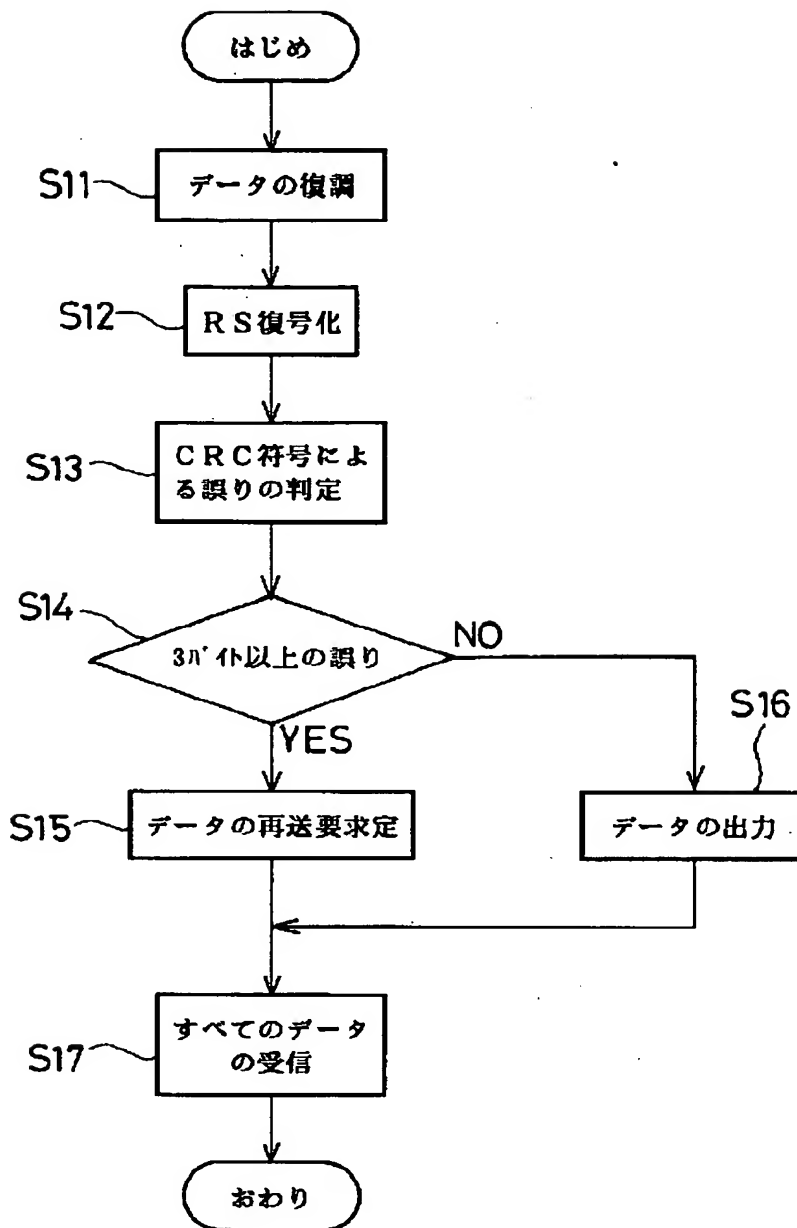 はじめ
S11
データの復調
S12
RS復号化
S13
CRC符号によ
る誤りの判定
S14
3バイト以上の誤り
NO
YES
S16
S15
データの再送要求定
データの出力
S17
すべてのデータ
の受信
おわり